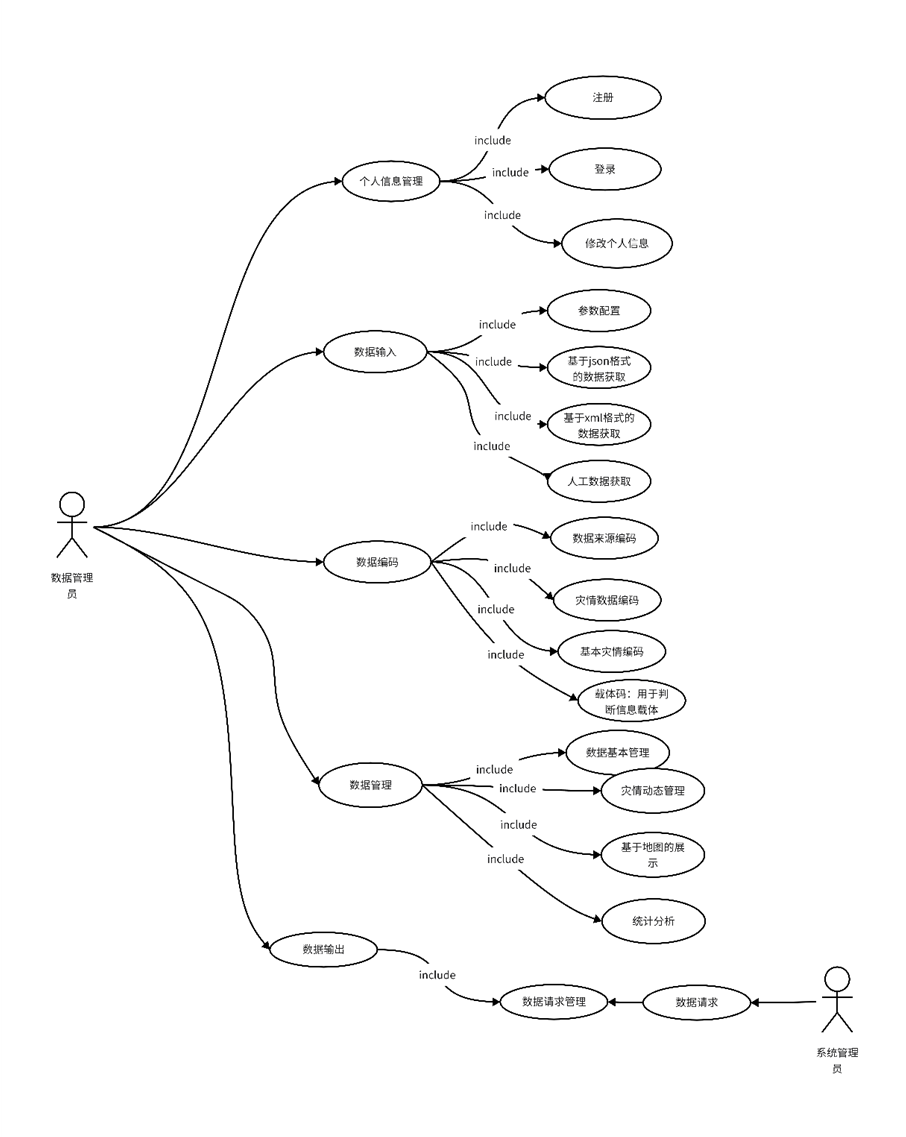 注册
include
登录
include
个人信息管理
include
修改个人信息
参数配置
include
数据输入
基于json格式
的数据获取
include
基于xml格式的
数据获取
include
include
人工数据获取
include
数据来源编码
数据编码
include
灾情数据编码
include
基本灾情编码
include
载体码：用于判
断信息载体
数据管理
员
数据基本管理
include
数据管理
include
灾情动态管理
include
基于地图的展
示
include
统计分析
数据输出
include
数据请求管理
数据请求
系统管理
员